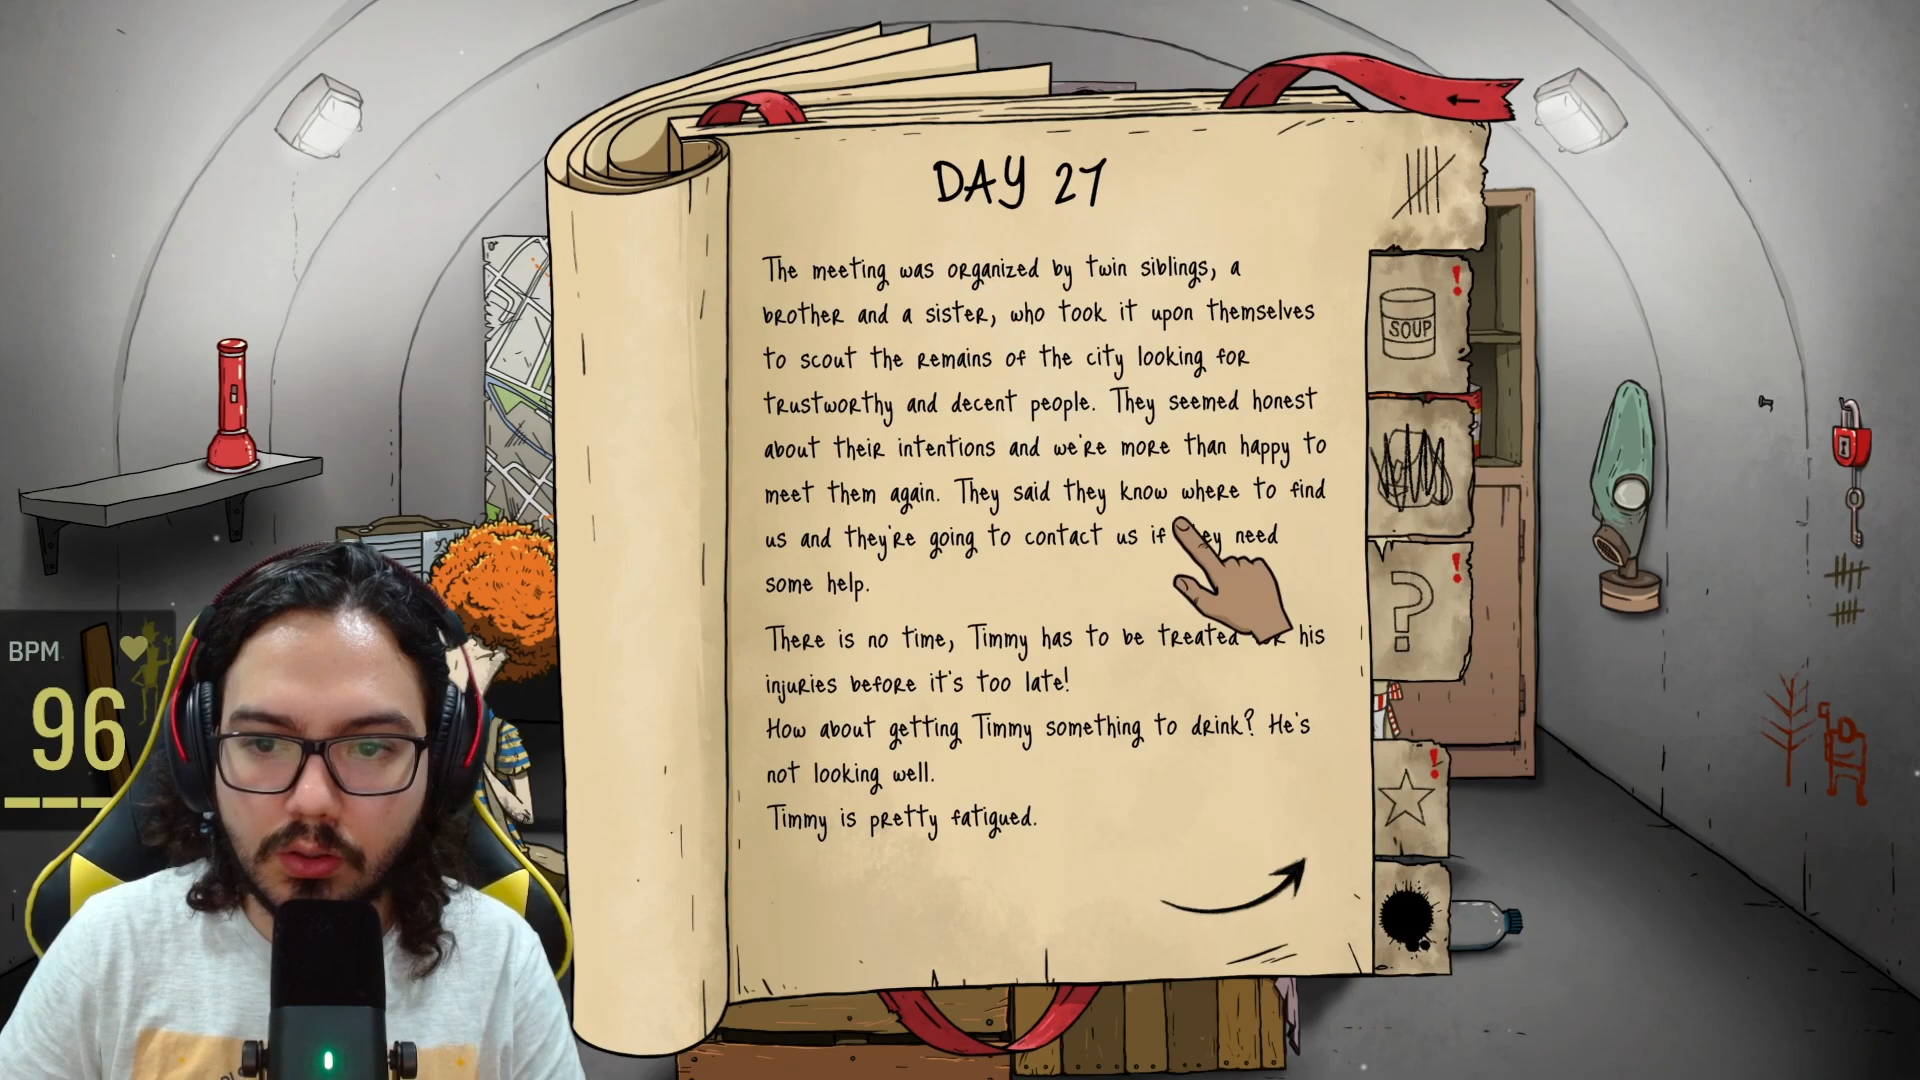 DAY 27
The meeting was organized by twin siblings, a
brother and a sister, who took it upon themselves
to scout the remains of the city looking for
trustworthy and decent people. They seemed honest
about their intentions and we're more than happy to
meet them again. They said they know where to find
us and they're going to contact us if need
some help.
There is no time, Timmy has to be treated his
injuries before it's too late!
How about getting Timmy something to drink? He's
not looking well.
Timmy is pretty fatigued.
SOUP
!
?
!
!
BPM
96